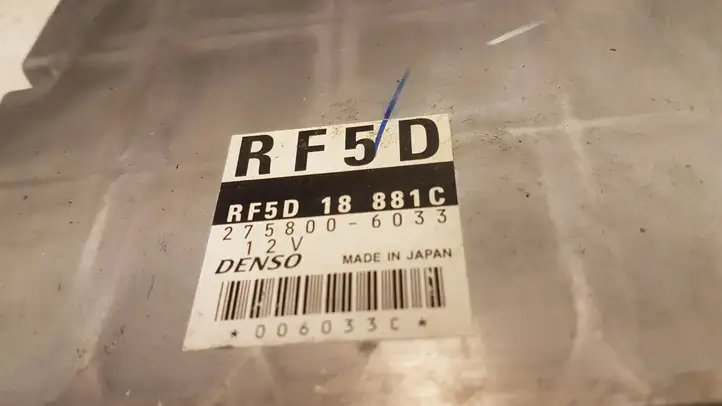 RF5D
RF5D 18 881C
275800-6033
12V
DENSO MADE IN JAPAN
*006033C*